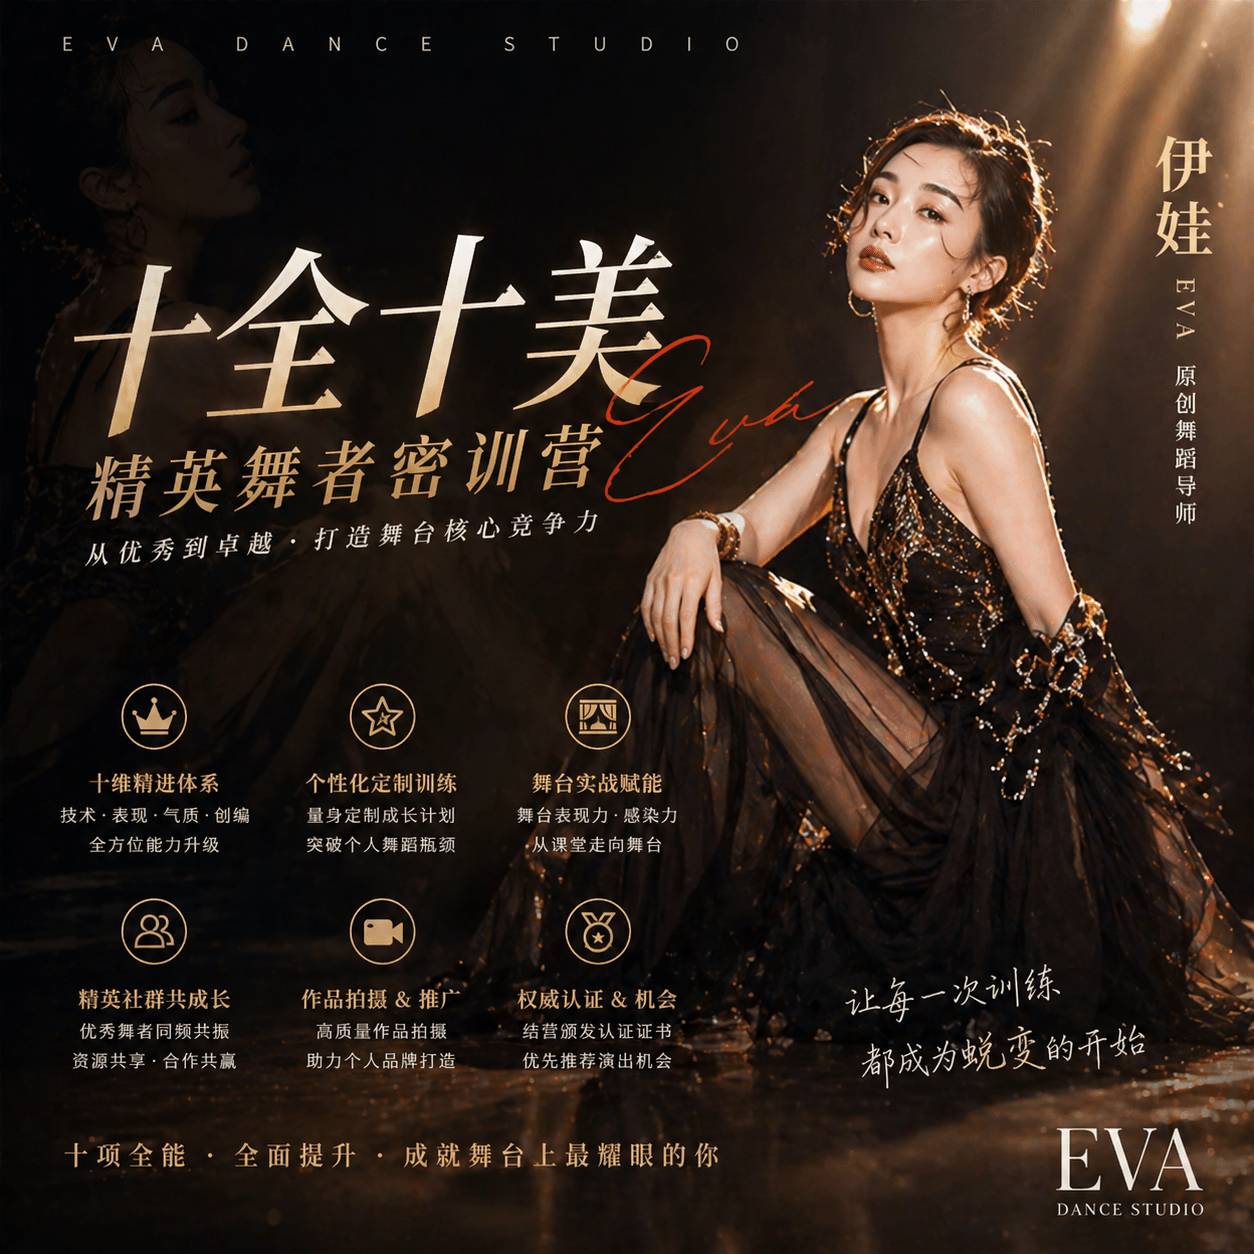 EVA DANCE STUDIO
十全十美
Eva
精英舞者密训营
从优秀到卓越·打造舞台核心竞争力
伊娃
EVA
原创舞蹈导师
十维精进体系
技术·表现·气质·创编
全方位能力升级
个性化定制训练
量身定制成长计划
突破个人舞蹈瓶颈
舞台实战赋能
舞台表现力·感染力
从课堂走向舞台
精英社群共成长
优秀舞者同频共振
资源共享·合作共赢
作品拍摄 & 推广
高质量作品拍摄
助力个人品牌打造
权威认证 & 机会
结营颁发认证证书
优先推荐演出机会
让每一次训练
都成为蜕变的开始
十项全能 · 全面提升 · 成就舞台上最耀眼的你
EVA
DANCE STUDIO